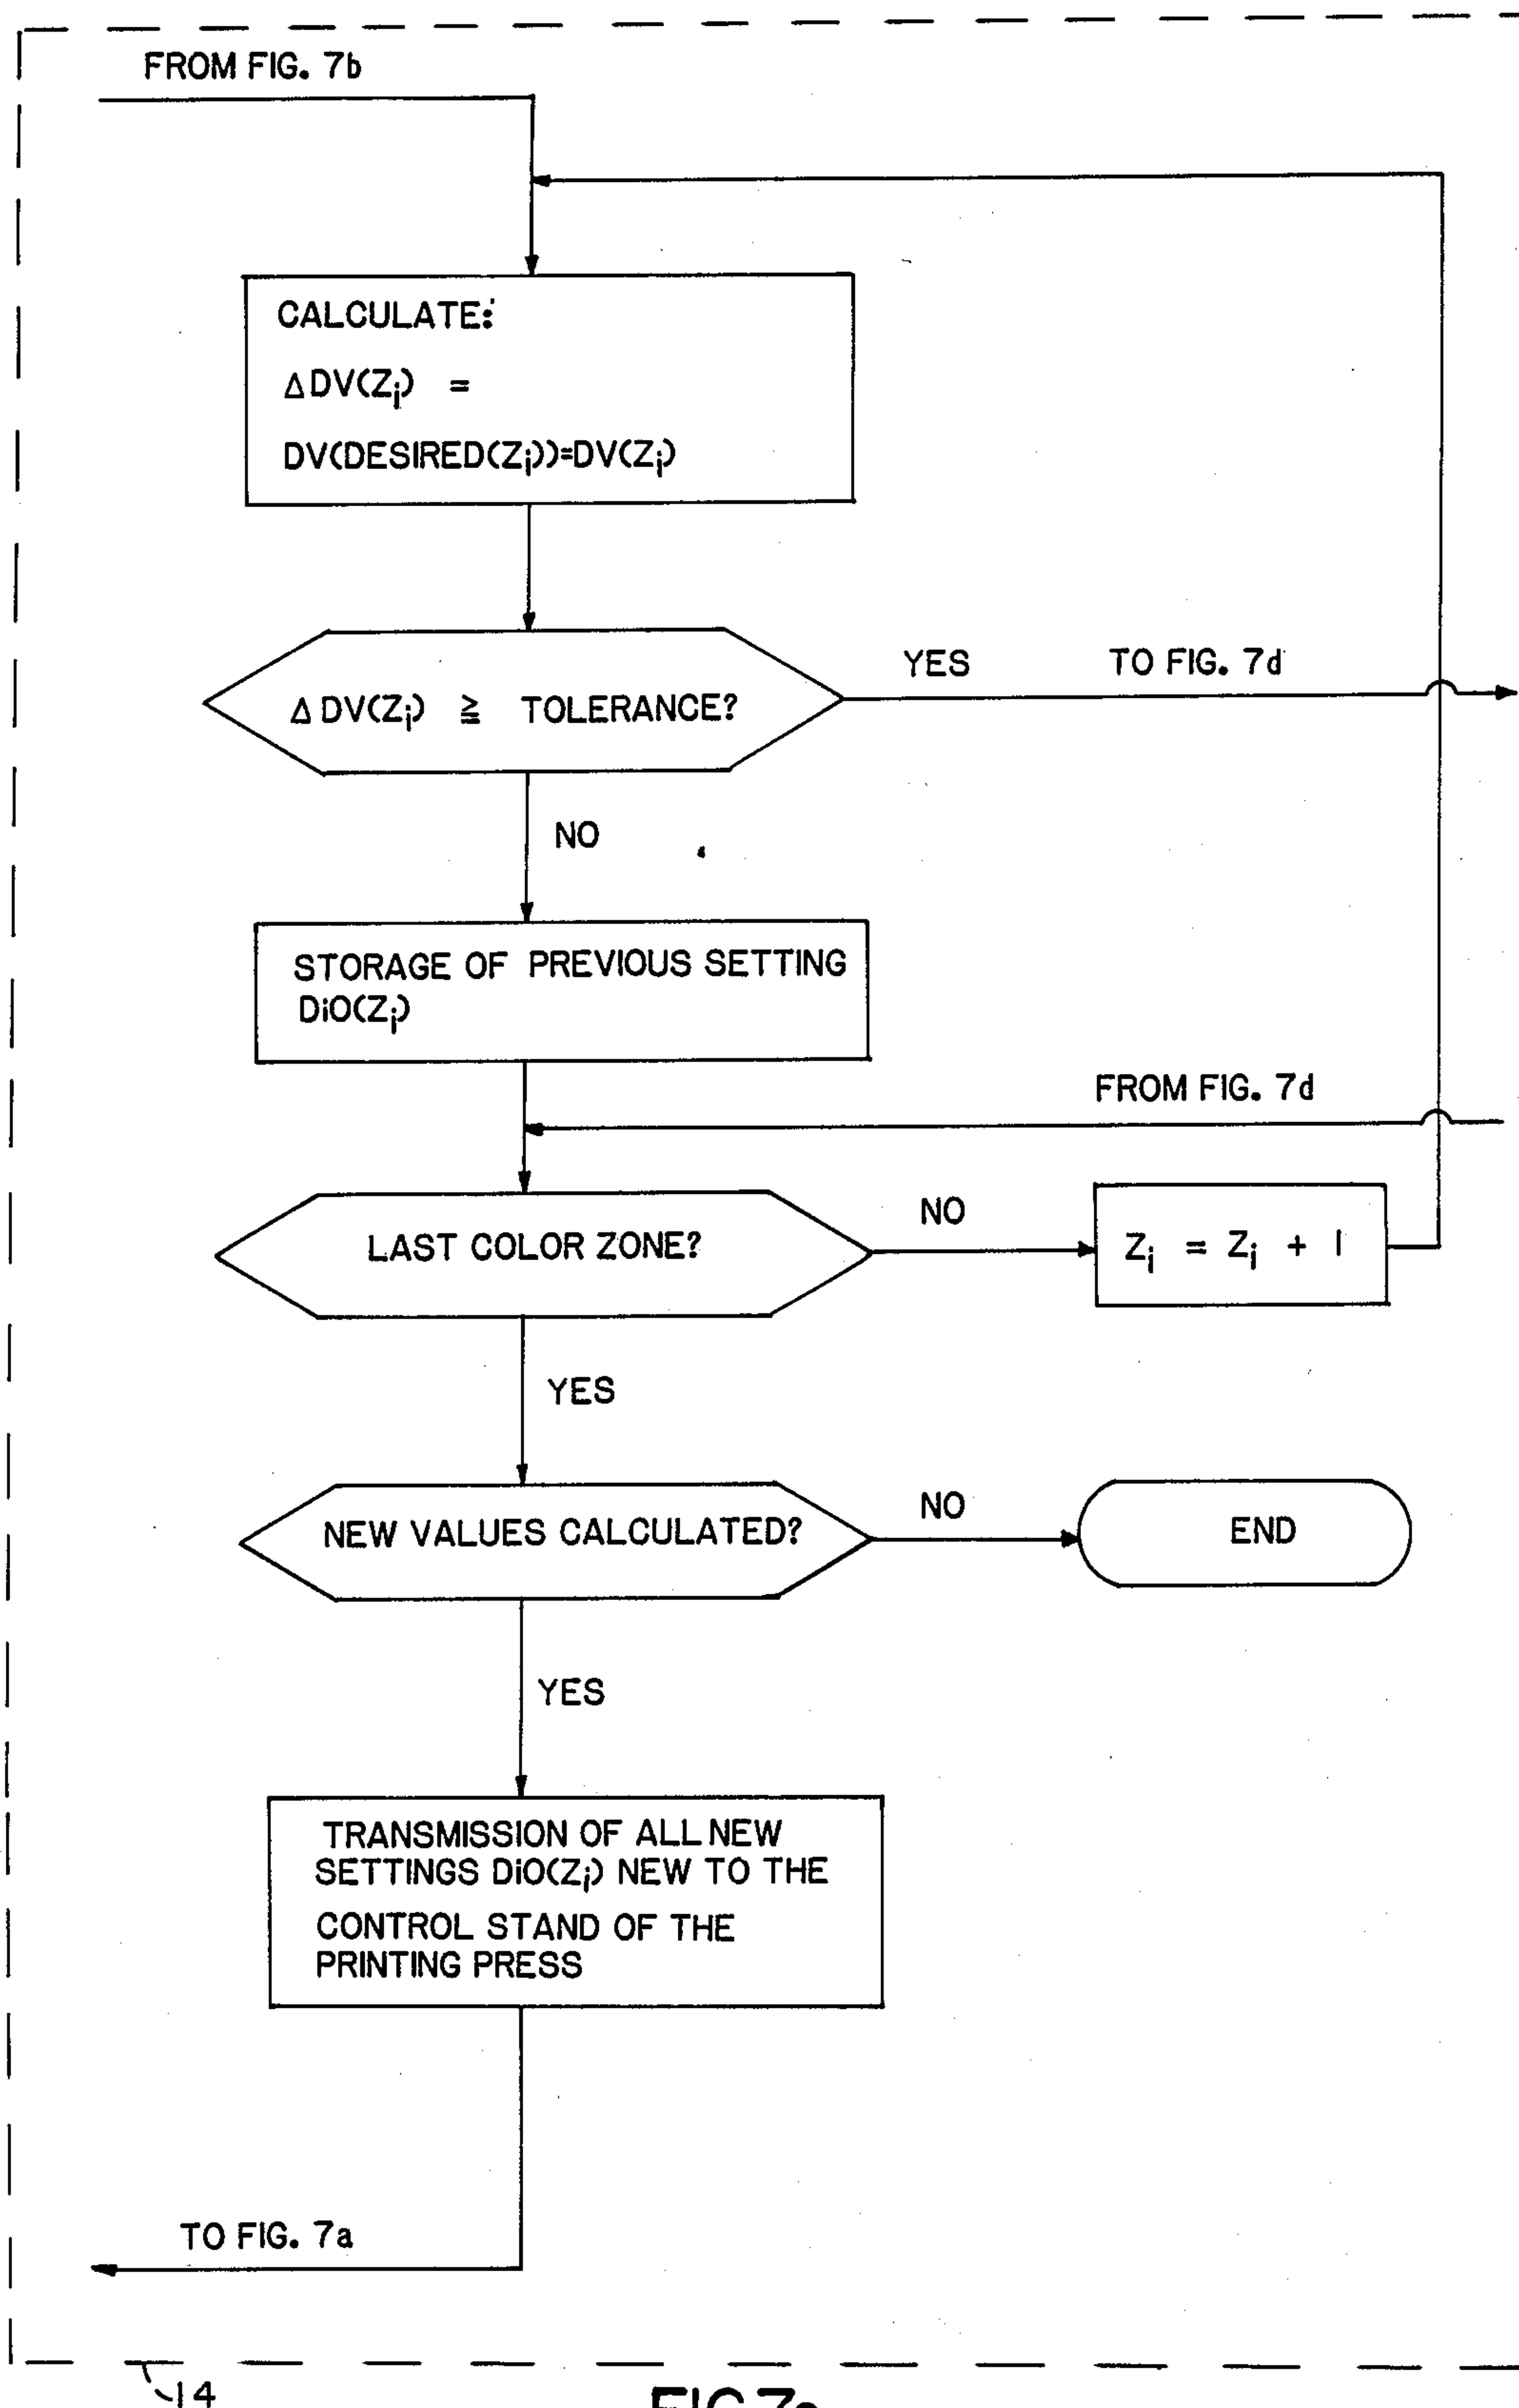 FROM FIG. 7b
CALCULATE:
Δ DV(Zi) =
DV(DESIRED(Zi))=DV(Zi)
Δ DV(Zi) ≧ TOLERANCE?
YES
TO FIG. 7d
NO
STORAGE OF PREVIOUS SETTING
DiO(Zi)
FROM FIG. 7d
LAST COLOR ZONE?
NO
Zi = Zi + 1
YES
NEW VALUES CALCULATED?
NO
END
YES
TRANSMISSION OF ALL NEW
SETTINGS DiO(Zi) NEW TO THE
CONTROL STAND OF THE
PRINTING PRESS
TO FIG. 7a
14